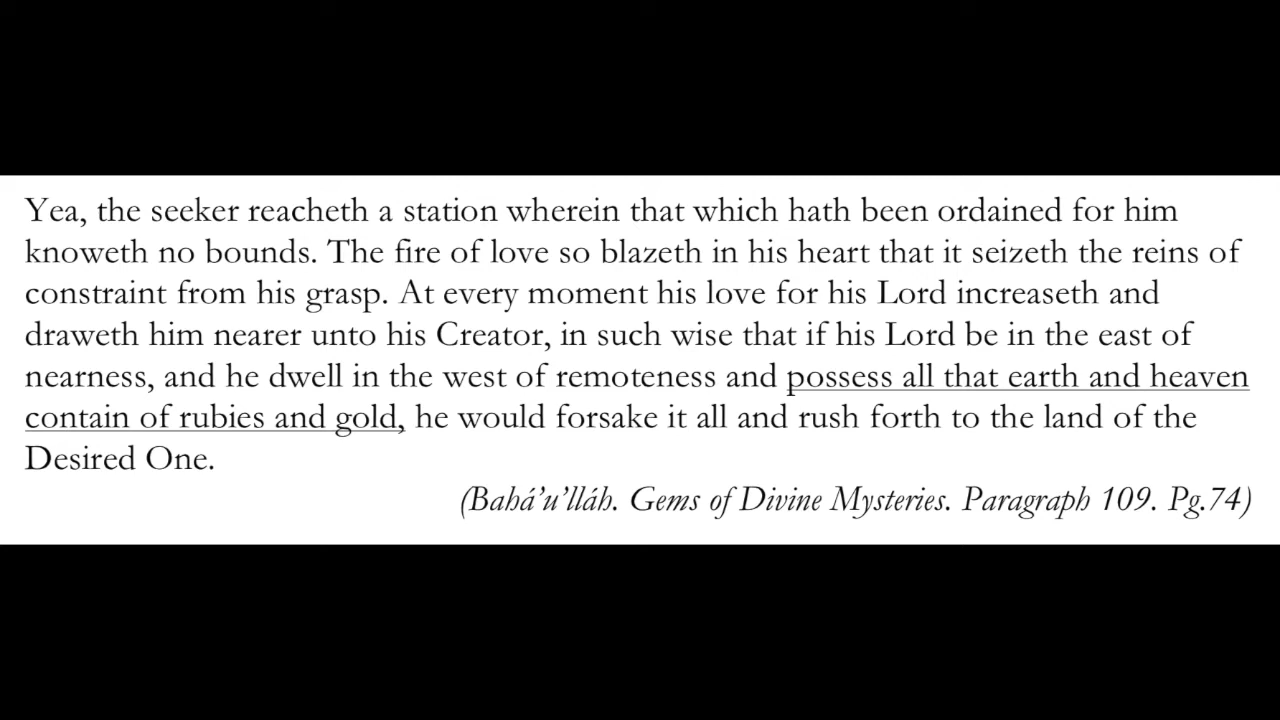 Yea, the seeker reacheth a station wherein that which hath been ordained for him
knoweth no bounds. The fire of love so blazeth in his heart that it seizeth the reins of
constraint from his grasp. At every moment his love for his Lord increaseth and
draweth him nearer unto his Creator, in such wise that if his Lord be in the east of
nearness, and he dwell in the west of remoteness and possess all that earth and heaven
contain of rubies and gold, he would forsake it all and rush forth to the land of the
Desired One.
(Bahá’u’lláh. Gems of Divine Mysteries. Paragraph 109. Pg.74)